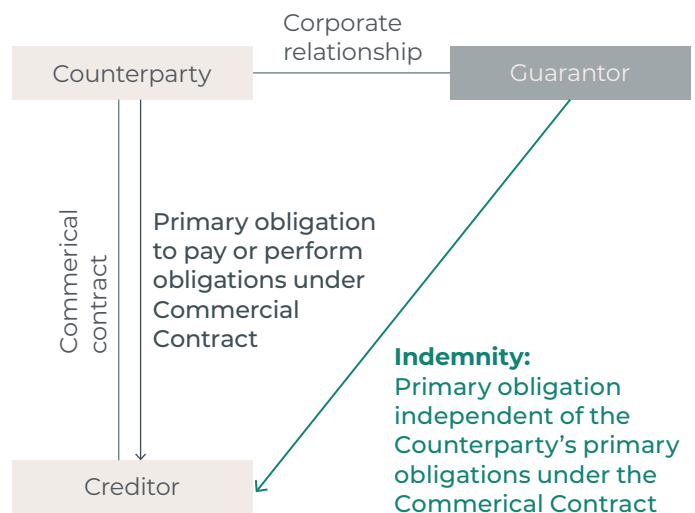 Corporate
relationship
Counterparty
Guarantor
Commerical
contract
Primary obligation
to pay or perform
obligations under
Commercial
Contract
Indemnity:
Primary obligation
independent of the
Counterparty’s primary
obligations under the
Commerical Contract
Creditor